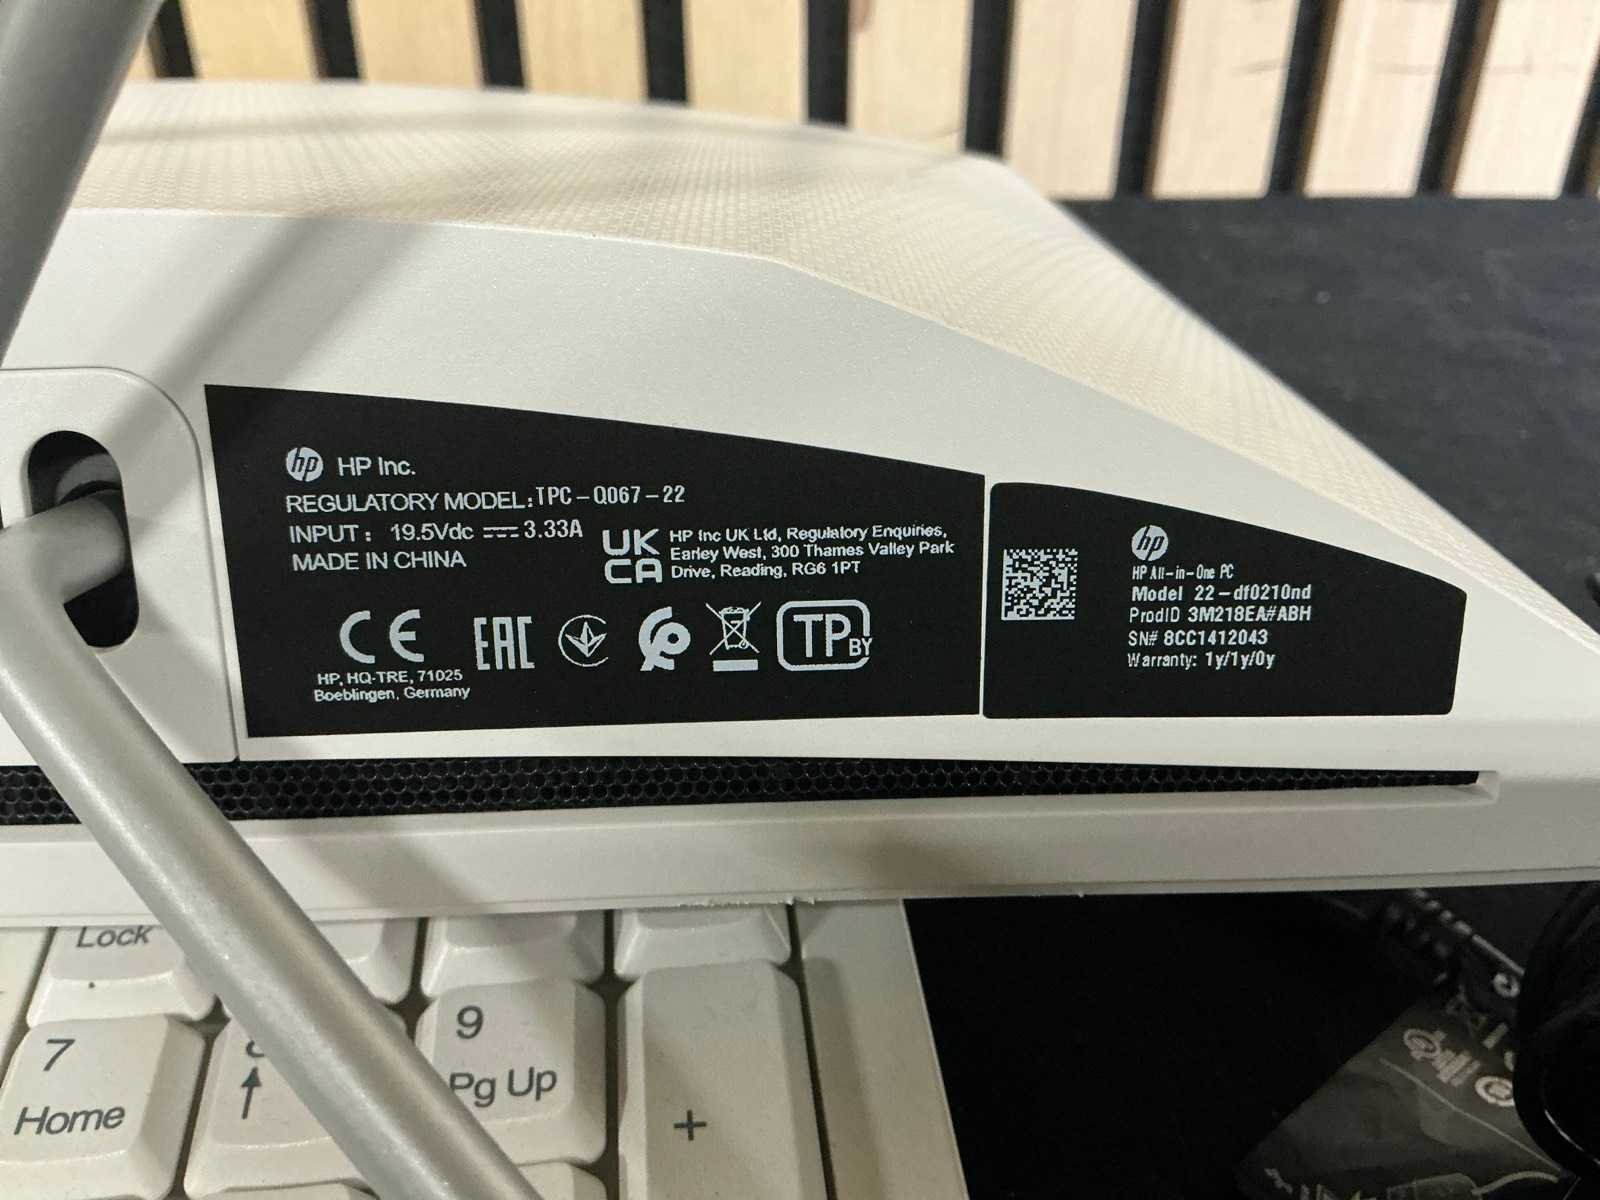 hp HP Inc.
REGULATORY MODEL: TPC-Q067-22
INPUT: 19.5Vdc 3.33A
MADE IN CHINA
UK
CA
HP Inc UK Ltd, Regulatory Enquiries,
Earley West, 300 Thames Valley Park
Drive, Reading, RG6 1PT
CE
HP, HQ-TRE, 71025
Boeblingen, Germany
EAC
TP BY
hp
HP All-in-One PC
Model 22-df0210nd
ProdID 3M218EA#ABH
SN# 8CC1412043
Warranty: 1y/1y/0y
Lock
7
Home
9
Pg Up
+